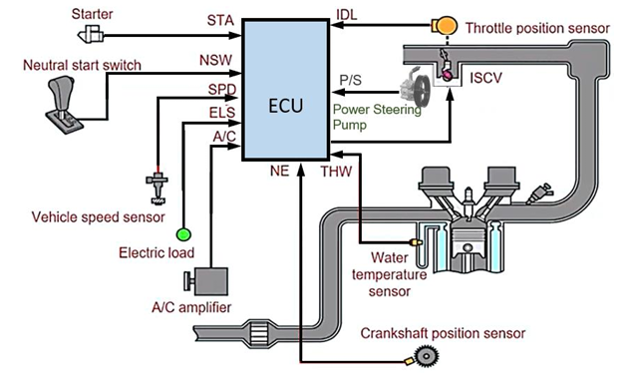 Starter
STA
IDL
Throttle position sensor
Neutral start switch
NSW
ISCV
P/S
SPD
ECU
Power Steering
Pump
ELS
A/C
NE
THW
Vehicle speed sensor
Electric load
Water
temperature
sensor
A/C amplifier
Crankshaft position sensor